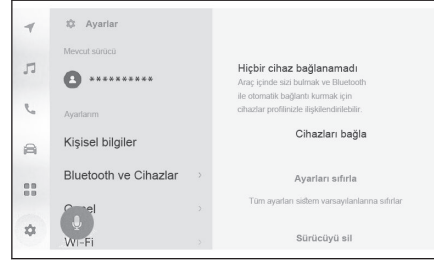 Ayarlar
Mevcut sürücü
**********
Ayarlarım
Kişisel bilgiler
Bluetooth ve Cihazlar
Genel
Wi-Fi
Hiçbir cihaz bağlanamadı
Araç içinde sizi bulmak ve Bluetooth
ile otomatik bağlantı kurmak için
cihazlar profilinizle ilişkilendirilebilir.
Cihazları bağla
Ayarları sıfırla
Tüm ayarları sistem varsayılanlarına sıfırlar
Sürücüyü sil